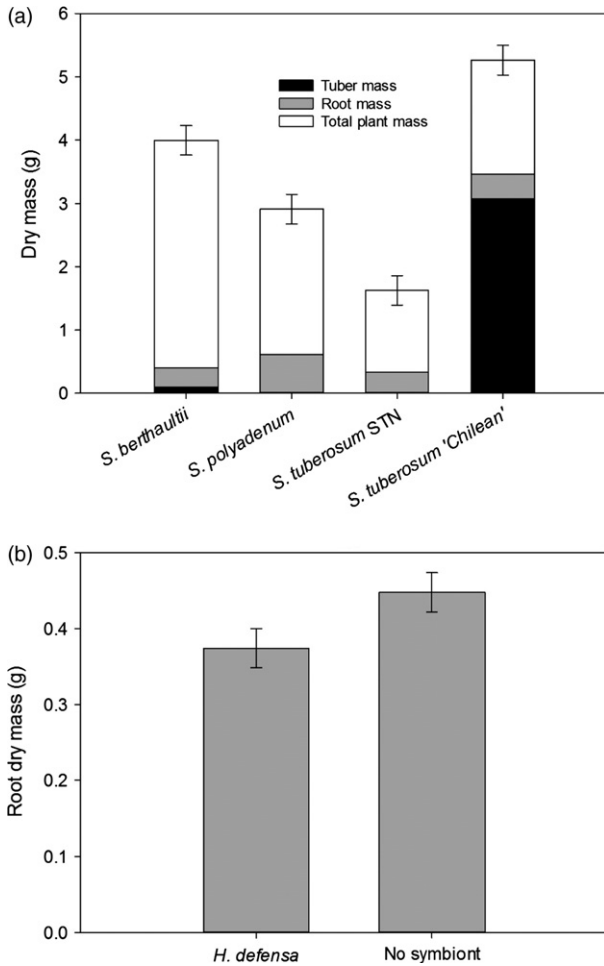 (a)
6
5
4
3
2
1
0
Dry mass (g)
Tuber mass
Root mass
Total plant mass
S. berthaultii
S. polyadenum
S. tuberosum STN
S. tuberosum 'Chilean'
(b)
0.5
0.4
0.3
0.2
0.1
0.0
Root dry mass (g)
H. defensa
No symbiont